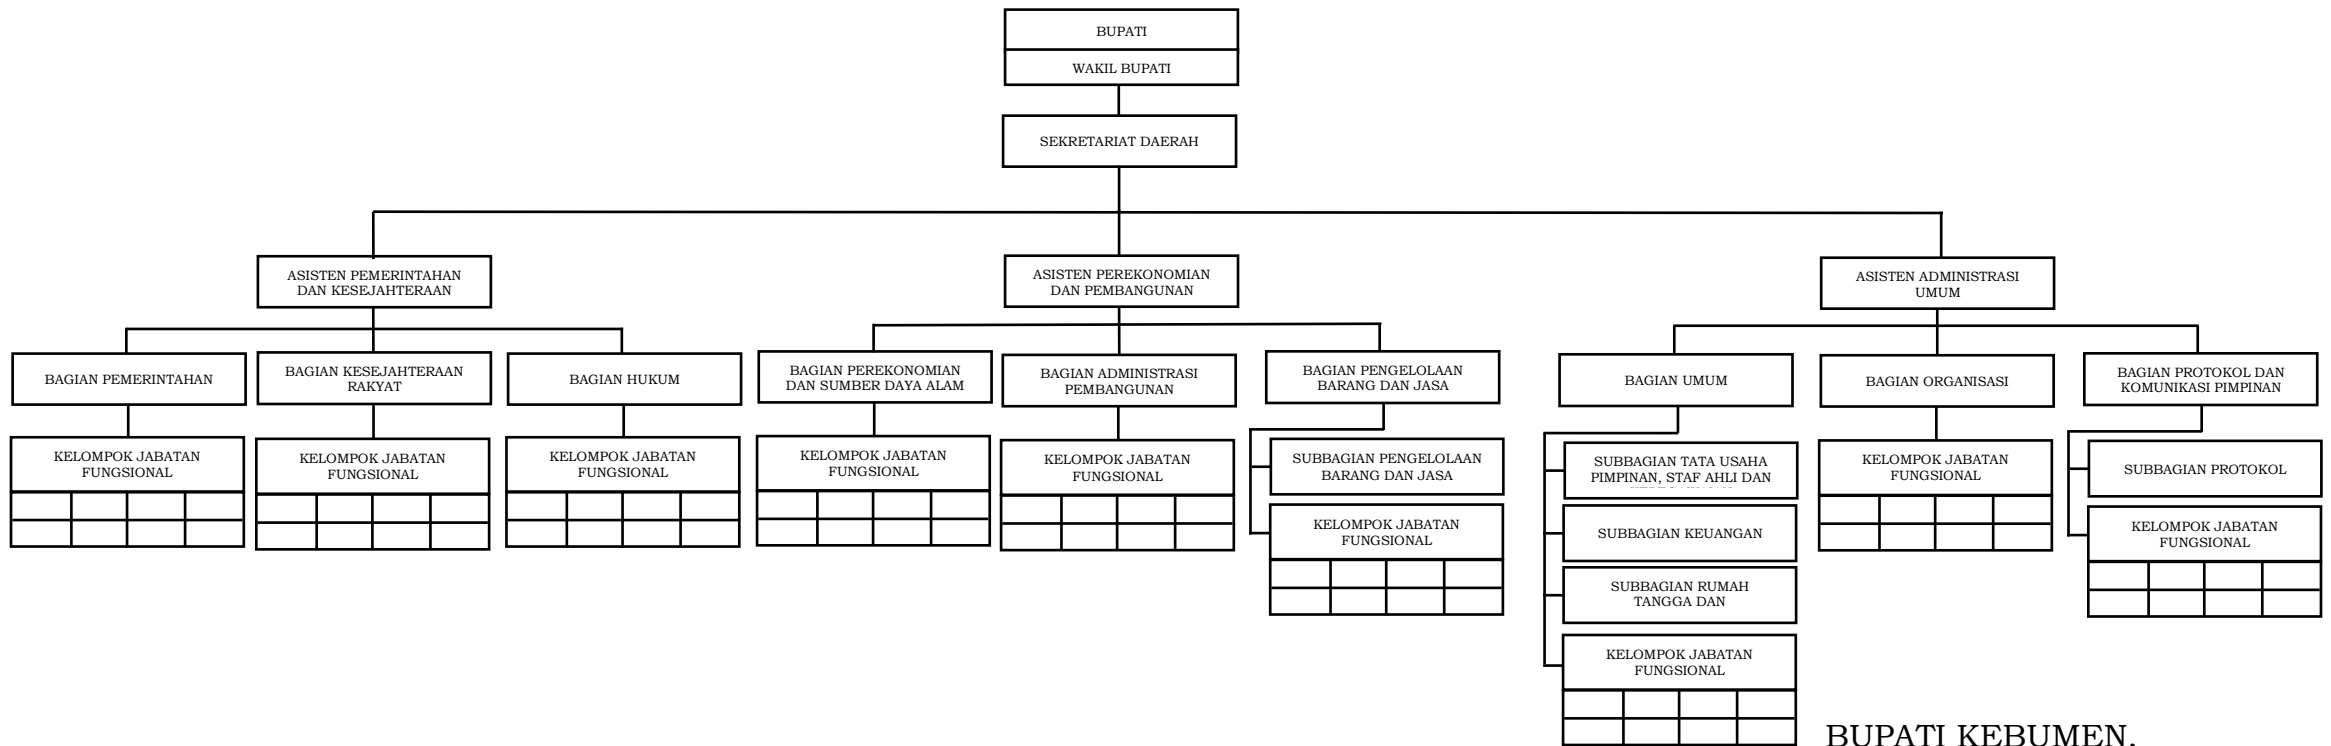 BUPATI
WAKIL BUPATI
SEKRETARIAT DAERAH
ASISTEN PEMERINTAHAN
DAN KESEJAHTERAAN
ASISTEN PEREKONOMIAN
DAN PEMBANGUNAN
ASISTEN ADMINISTRASI
UMUM
BAGIAN PEMERINTAHAN
BAGIAN KESEJAHTERAAN
RAKYAT
BAGIAN HUKUM
BAGIAN PEREKONOMIAN
DAN SUMBER DAYA ALAM
BAGIAN ADMINISTRASI
PEMBANGUNAN
BAGIAN PENGELOLAAN
BARANG DAN JASA
BAGIAN UMUM
BAGIAN ORGANISASI
BAGIAN PROTOKOL DAN
KOMUNIKASI PIMPINAN
KELOMPOK JABATAN
FUNGSIONAL
KELOMPOK JABATAN
FUNGSIONAL
KELOMPOK JABATAN
FUNGSIONAL
KELOMPOK JABATAN
FUNGSIONAL
KELOMPOK JABATAN
FUNGSIONAL
SUBBAGIAN PENGELOLAAN
BARANG DAN JASA
KELOMPOK JABATAN
FUNGSIONAL
SUBBAGIAN TATA USAHA
PIMPINAN, STAF AHLI DAN
SUBBAGIAN KEUANGAN
SUBBAGIAN RUMAH
TANGGA DAN
KELOMPOK JABATAN
FUNGSIONAL
KELOMPOK JABATAN
FUNGSIONAL
SUBBAGIAN PROTOKOL
KELOMPOK JABATAN
FUNGSIONAL
BUPATI KEBUMEN,